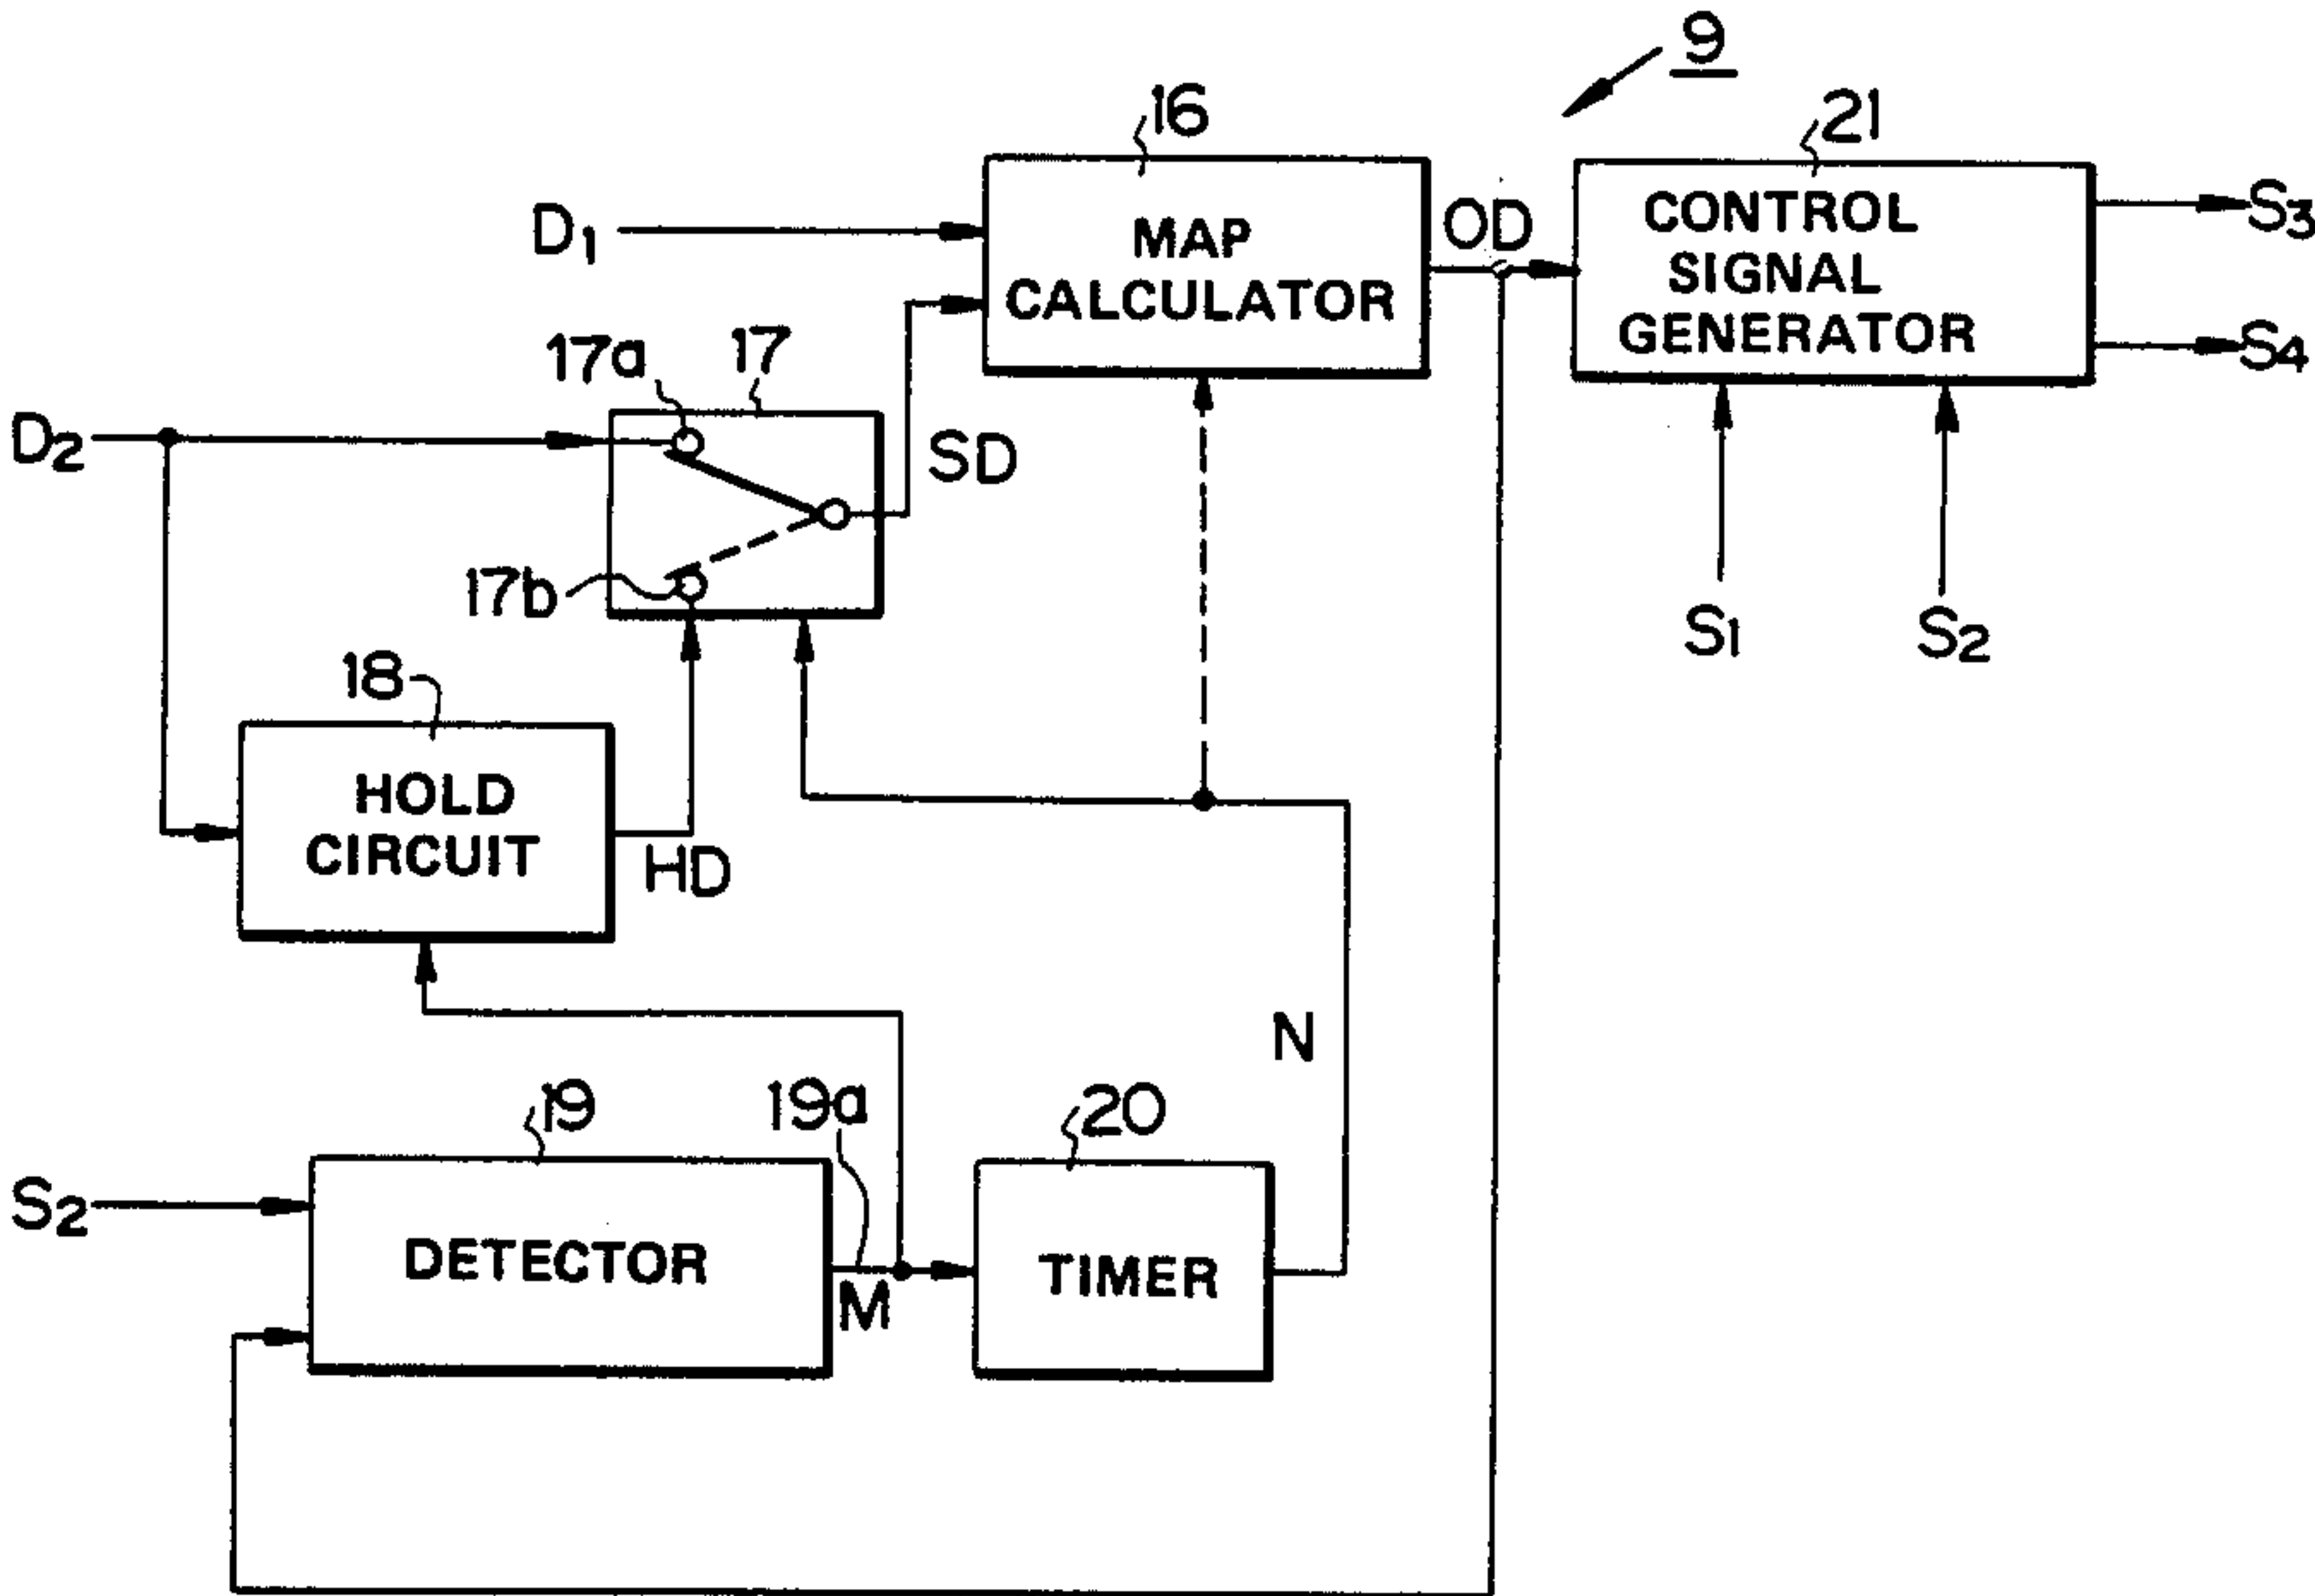 9
16
21
D1
MAP
CALCULATOR
OD
CONTROL
SIGNAL
GENERATOR
S3
S4
17a
17
D2
SD
17b
S1
S2
18
HOLD
CIRCUIT
HD
N
19
19a
20
S2
DETECTOR
M
TIMER